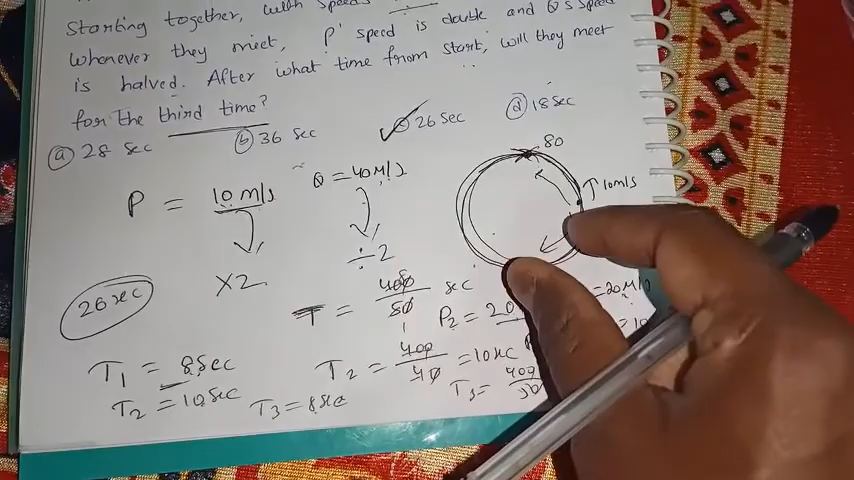 Starting together, with speeds
Whenever they meet, P' speed is double and Q's speed
is halved. After what time from start, will they meet
for the third time?
(a) 28 sec (b) 36 sec (c) 26 sec (d) 18 sec
80
P = 10 m/s Q = 40 m/s ↑10m/s
×2 ÷2
26 sec
T = 400/50 sec
P2 = 20 = 20 m/s
T1 = 8 sec T2 = 400/40 = 10 sec
T2 = 10 sec T3 = 8 sec T3 = 400/50